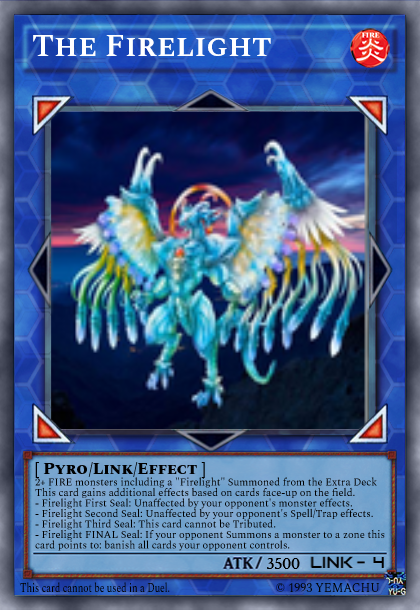 THE FIRELIGHT
FIRE
炎
[ PYRO/LINK/EFFECT ]
2+ FIRE monsters including a "Firelight" Summoned from the Extra Deck
This card gains additional effects based on cards face-up on the field.
- Firelight First Seal: Unaffected by your opponent's monster effects.
- Firelight Second Seal: Unaffected by your opponent's Spell/Trap effects.
- Firelight Third Seal: This card cannot be Tributed.
- Firelight FINAL Seal: If your opponent Summons a monster to a zone this
card points to: banish all cards your opponent controls.
ATK/ 3500 LINK - 4
This card cannot be used in a Duel. © 1993 YEMACHU